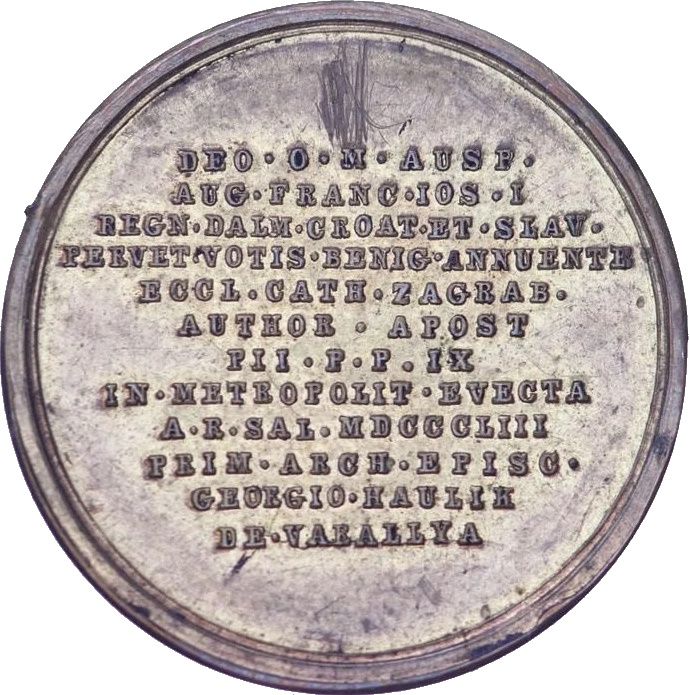 DEO · O · M · AUSP ·
AUG · FRANC · IOS · I
REGN · DALM · CROAT · ET · SLAV ·
PERVET · VOTIS · BENIG · ANNUENTE
ECCL · CATH · ZAGRAB ·
AUTHOR · APOST
PII · P · P · IX
IN · METROPOLIT · EVECTA
A · R · SAL · MDCCCLIII
PRIM · ARCH · EPISC ·
GEORGIO · HAULIK
DE · VARALLYA